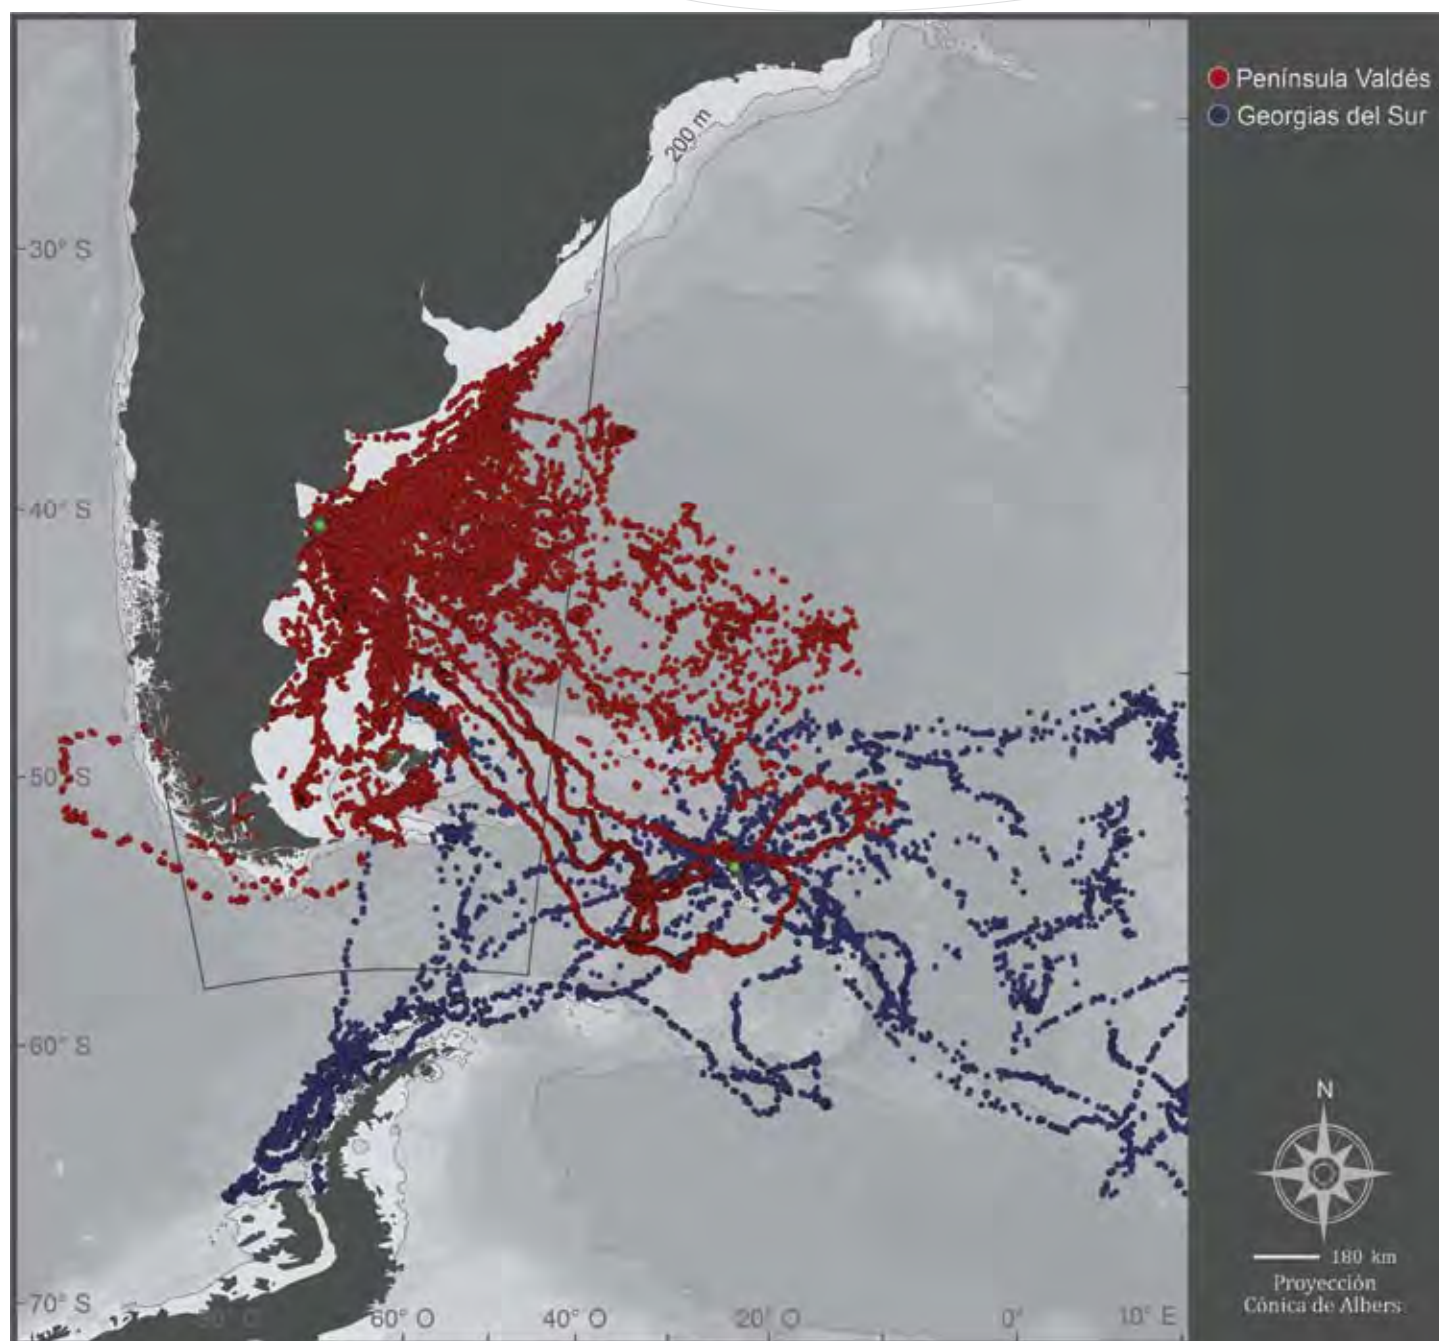 Península Valdés
Georgias del Sur
200 m
30° S
40° S
50° S
60° S
70° S
60° O
40° O
20° O
0°
10° E
N
180 km
Proyección
Cónica de Albers